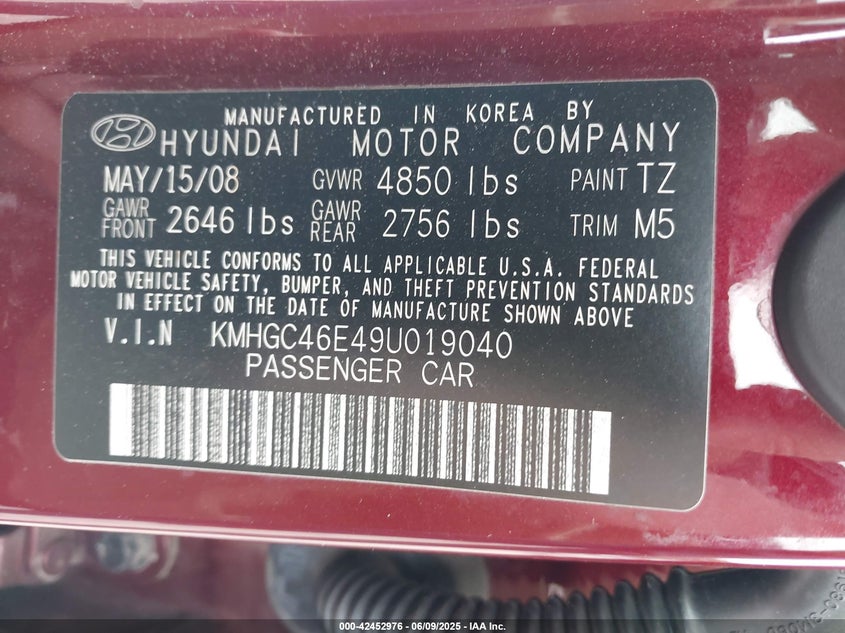 MANUFACTURED IN KOREA BY
HYUNDAI MOTOR COMPANY
MAY/15/08 GVWR 4850 lbs PAINT TZ
GAWR FRONT 2646 lbs GAWR REAR 2756 lbs TRIM M5
THIS VEHICLE CONFORMS TO ALL APPLICABLE U.S.A. FEDERAL
MOTOR VEHICLE SAFETY, BUMPER, AND THEFT PREVENTION STANDARDS
IN EFFECT ON THE DATE OF MANUFACTURE SHOWN ABOVE
V.I.N KMHGC46E49U019040
PASSENGER CAR
000-42452976 | 06/09/2025 - IAA Inc.